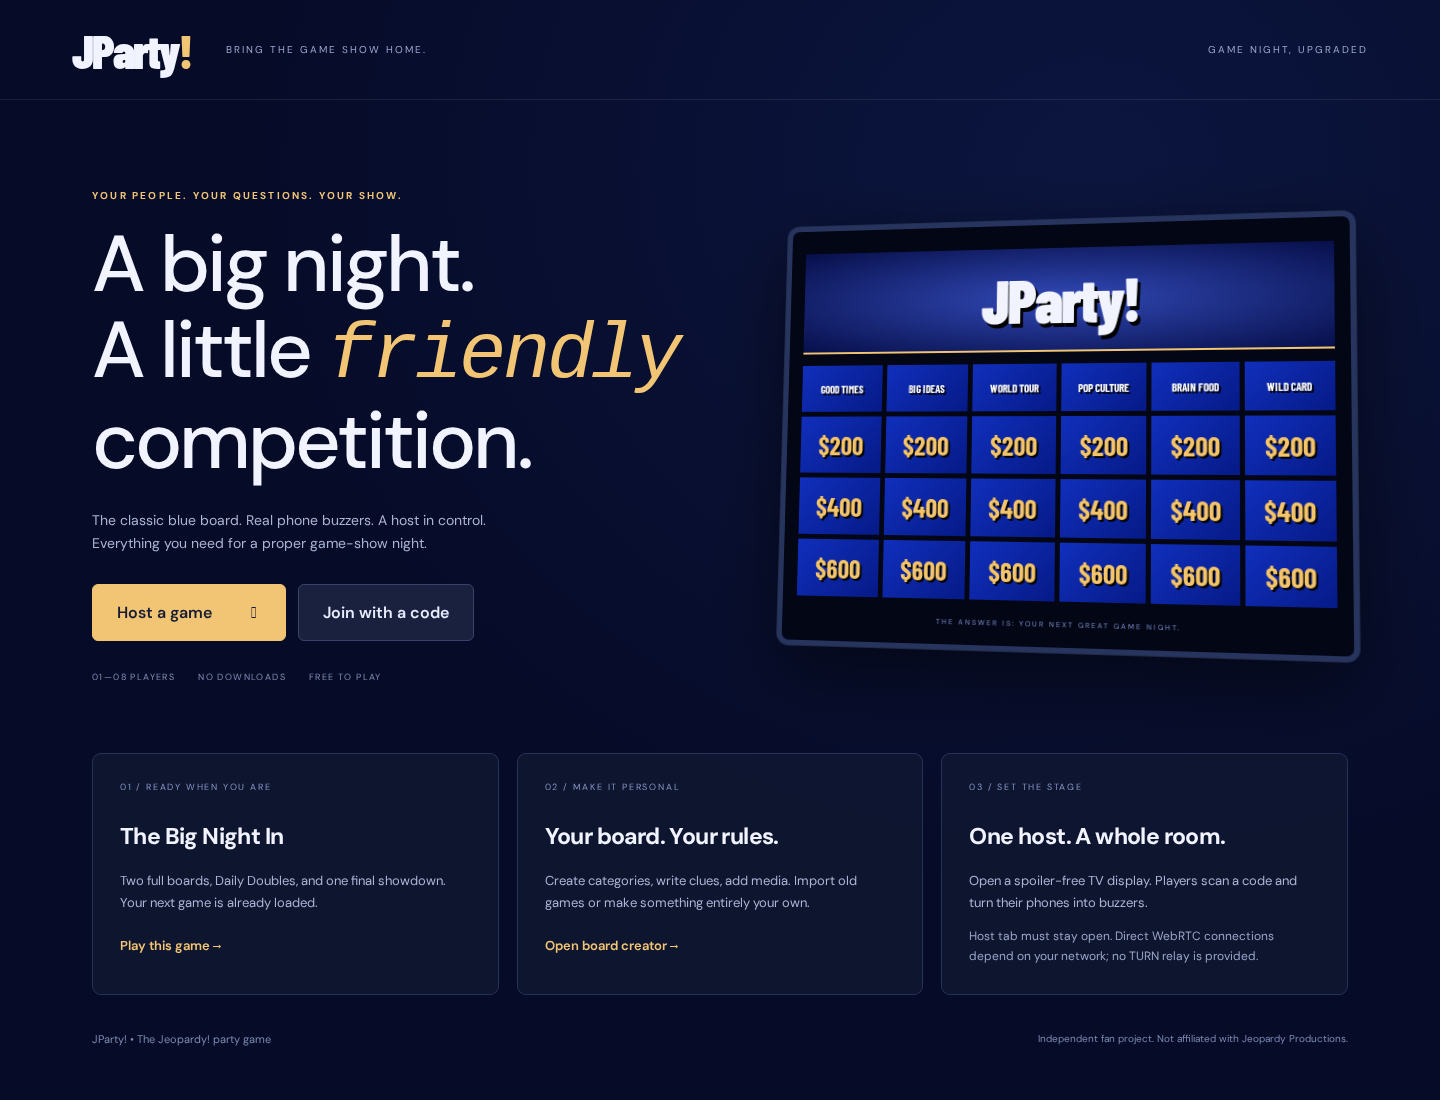 JParty!
BRING THE GAME SHOW HOME.
GAME NIGHT, UPGRADED
YOUR PEOPLE. YOUR QUESTIONS. YOUR SHOW.
A big night.
A little friendly
competition.
The classic blue board. Real phone buzzers. A host in control.
Everything you need for a proper game-show night.
Host a game
Join with a code
01—08 PLAYERS
NO DOWNLOADS
FREE TO PLAY
JParty!
GOOD TIMES BIG IDEAS WORLD TOUR POP CULTURE BRAIN FOOD WILD CARD
$200 $200 $200 $200 $200 $200
$400 $400 $400 $400 $400 $400
$600 $600 $600 $600 $600 $600
THE ANSWER IS: YOUR NEXT GREAT GAME NIGHT.
01 / READY WHEN YOU ARE
The Big Night In
Two full boards, Daily Doubles, and one final showdown.
Your next game is already loaded.
Play this game→
02 / MAKE IT PERSONAL
Your board. Your rules.
Create categories, write clues, add media. Import old
games or make something entirely your own.
Open board creator→
03 / SET THE STAGE
One host. A whole room.
Open a spoiler-free TV display. Players scan a code and
turn their phones into buzzers.
Host tab must stay open. Direct WebRTC connections
depend on your network; no TURN relay is provided.
JParty! • The Jeopardy! party game
Independent fan project. Not affiliated with Jeopardy Productions.